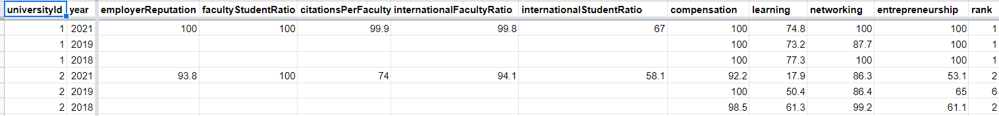 universityId year employerReputation facultyStudentRatio citationsPerFaculty internationalFacultyRatio internationalStudentRatio compensation learning networking entrepreneurship rank
1 2021 100 100 99.9 99.8 67 100 74.8 100 100 1
1 2019 100 73.2 87.7 100 1
1 2018 100 77.3 100 100 1
2 2021 93.8 100 74 94.1 58.1 92.2 17.9 86.3 53.1 2
2 2019 100 50.4 86.4 65 6
2 2018 98.5 61.3 99.2 61.1 2